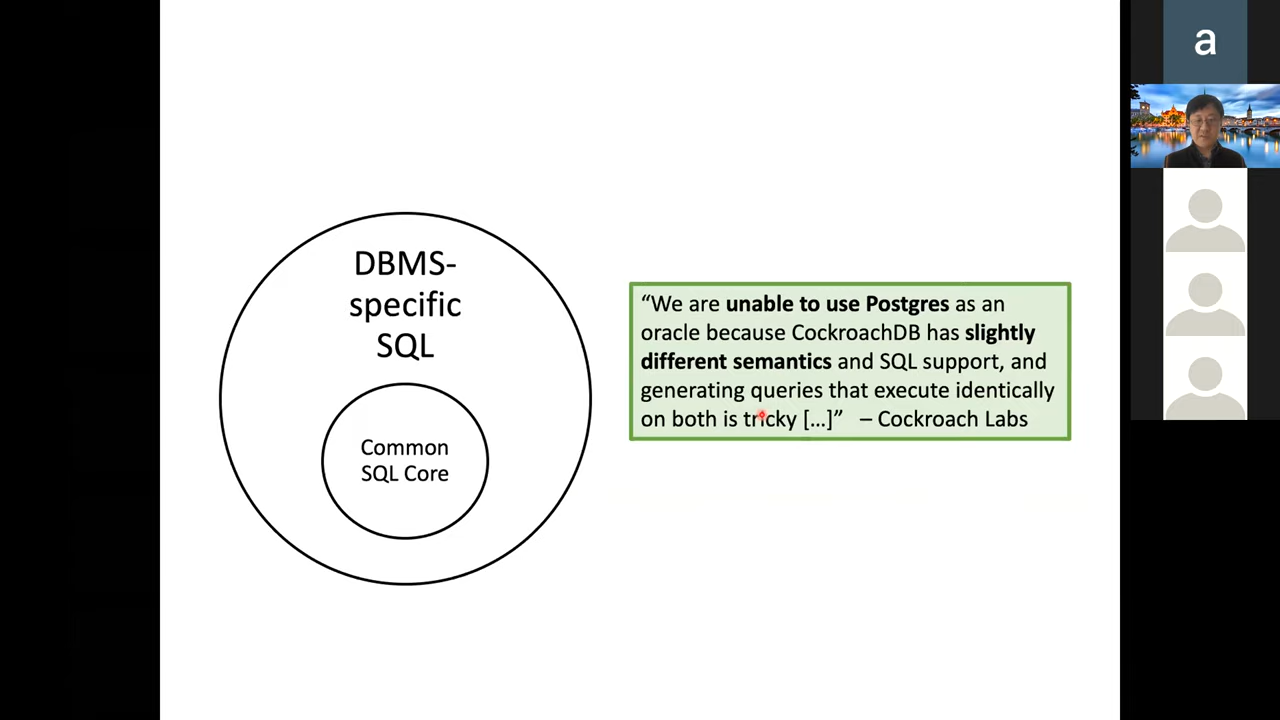 DBMS-
specific
SQL
Common
SQL Core
“We are unable to use Postgres as an
oracle because CockroachDB has slightly
different semantics and SQL support, and
generating queries that execute identically
on both is tricky […]” – Cockroach Labs
a